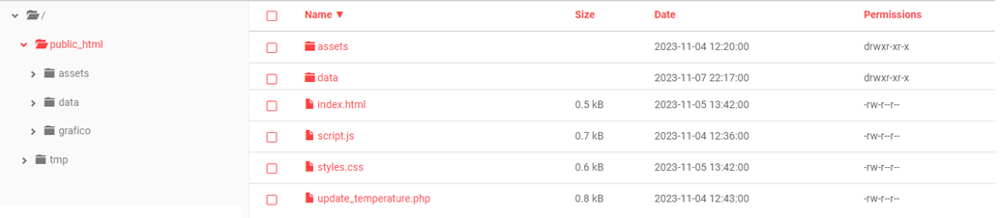 /
public_html
assets
data
grafico
tmp
Name ▼ Size Date Permissions
assets 2023-11-04 12:20:00 drwxr-xr-x
data 2023-11-07 22:17:00 drwxr-xr-x
index.html 0.5 kB 2023-11-05 13:42:00 -rw-r--r--
script.js 0.7 kB 2023-11-04 12:36:00 -rw-r--r--
styles.css 0.6 kB 2023-11-05 13:42:00 -rw-r--r--
update_temperature.php 0.8 kB 2023-11-04 12:43:00 -rw-r--r--